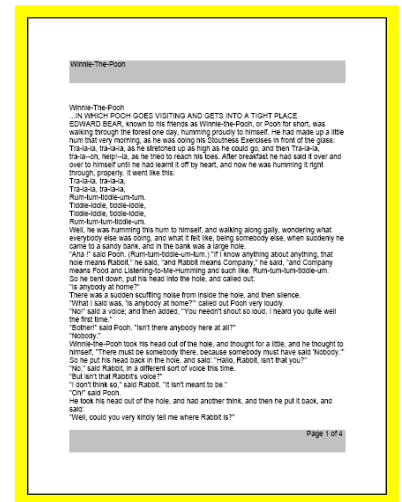 Winnie-The-Pooh
Winnie-The-Pooh
...IN WHICH POOH GOES VISITING AND GETS INTO A TIGHT PLACE
EDWARD BEAR, known to his friends as Winnie-the-Pooh, or Pooh for short, was
walking through the forest one day, humming proudly to himself. He had made up a little
hum that very morning, as he was doing his Stoutness Exercises in front of the glass:
Tra-la-la, tra-la-la, as he stretched up as high as he could go, and then Tra-la-la,
tra-la--oh, help!--la, as he tried to reach his toes. After breakfast he had said it over and
over to himself until he had learnt it off by heart, and now he was humming it right
through, properly. It went like this:
Tra-la-la, tra-la-la,
Tra-la-la, tra-la-la,
Rum-tum-tiddle-um-tum.
Tiddle-iddle, tiddle-iddle,
Tiddle-iddle, tiddle-iddle,
Rum-tum-tum-tiddle-um.
Well, he was humming this hum to himself, and walking along gaily, wondering what
everybody else was doing, and what it felt like, being somebody else, when suddenly he
came to a sandy bank, and in the bank was a large hole.
"Aha !" said Pooh. (Rum-tum-tiddle-um-tum.) "If I know anything about anything, that
hole means Rabbit," he said, "and Rabbit means Company," he said, "and Company
means Food and Listening-to-Me-Humming and such like. Rum-tum-tum-tiddle-um.
So he bent down, put his head into the hole, and called out:
"Is anybody at home?"
There was a sudden scuffling noise from inside the hole, and then silence.
"What I said was, 'Is anybody at home?'" called out Pooh very loudly.
"No!" said a voice; and then added, "You needn't shout so loud. I heard you quite well
the first time."
"Bother!" said Pooh. "Isn't there anybody here at all?"
"Nobody."
Winnie-the-Pooh took his head out of the hole, and thought for a little, and he thought to
himself, "There must be somebody there, because somebody must have said 'Nobody.'"
So he put his head back in the hole, and said: "Hallo, Rabbit, isn't that you?"
"No," said Rabbit, in a different sort of voice this time.
"But isn't that Rabbit's voice?"
"I don't think so," said Rabbit. "It isn't meant to be."
"Oh!" said Pooh.
He took his head out of the hole, and had another think, and then he put it back, and
said:
"Well, could you very kindly tell me where Rabbit is?"
Page 1 of 4